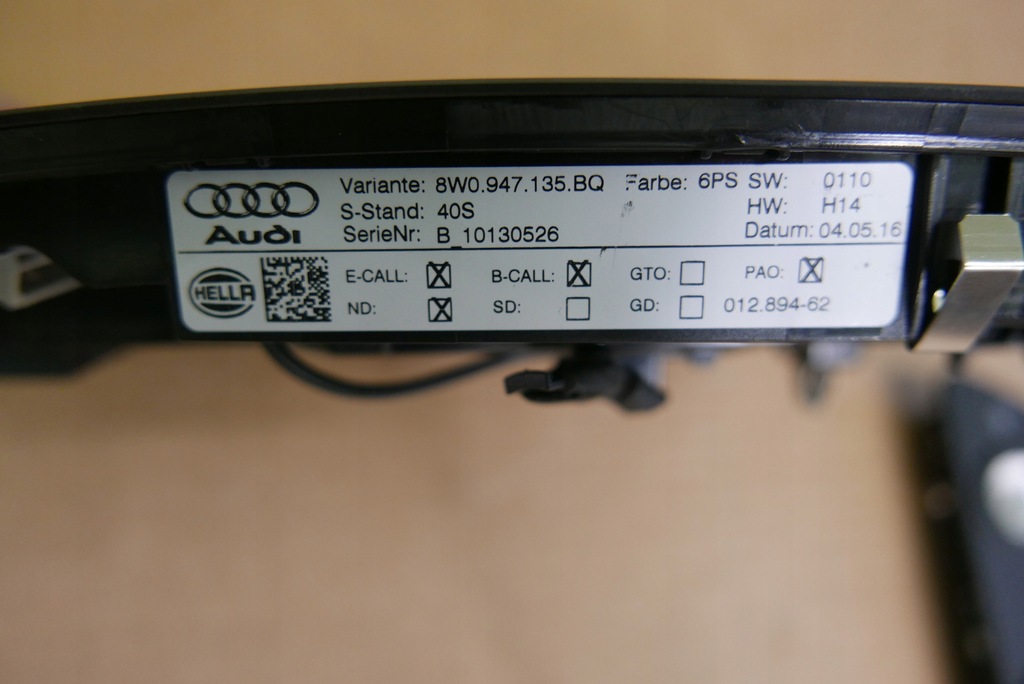 Variante: 8W0.947.135.BQ Farbe: 6PS SW: 0110
S-Stand: 40S HW: H14
Audi SerieNr: B_10130526 Datum: 04.05.16
HELLA E-CALL: ☒ B-CALL: ☒ GTO: ☐ PAO: ☒
ND: ☒ SD: ☐ GD: ☐ 012.894-62